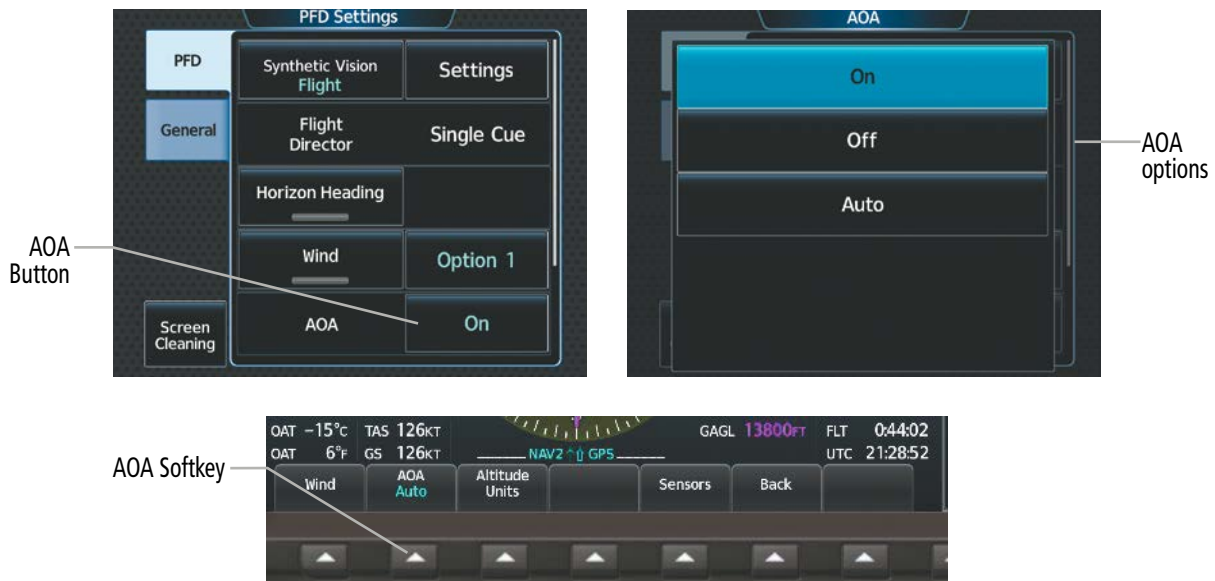 PFD Settings
PFD
General
Screen
Cleaning
Synthetic Vision
Flight
Settings
Flight
Director
Single Cue
Horizon Heading
Wind
Option 1
AOA
On
AOA
Button
AOA
On
Off
Auto
AOA
options
OAT -15°C TAS 126KT GAGL 13800FT FLT 0:44:02
OAT 6°F GS 126KT NAV2 ↑⇧ GPS UTC 21:28:52
AOA Softkey
Wind
AOA
Auto
Altitude
Units
Sensors
Back